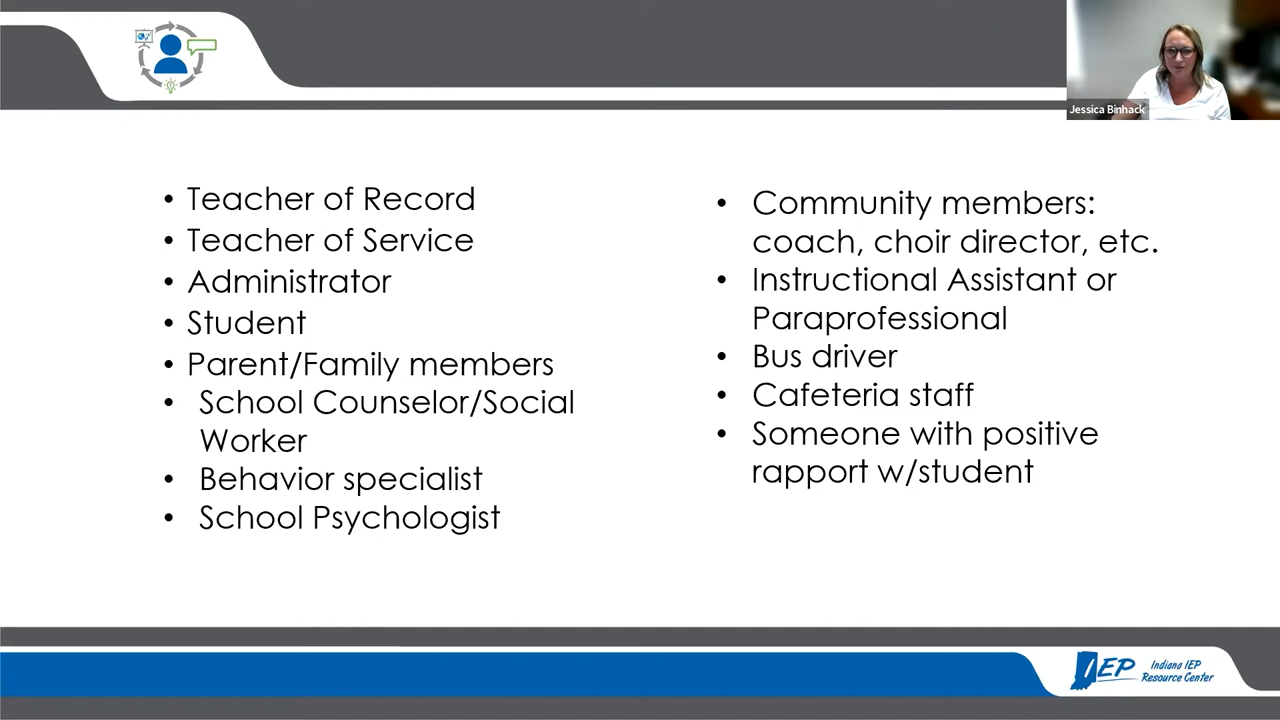 Jessica Binhack
• Teacher of Record
• Teacher of Service
• Administrator
• Student
• Parent/Family members
• School Counselor/Social
Worker
• Behavior specialist
• School Psychologist
• Community members:
coach, choir director, etc.
• Instructional Assistant or
Paraprofessional
• Bus driver
• Cafeteria staff
• Someone with positive
rapport w/student
IEP
Indiana IEP
Resource Center